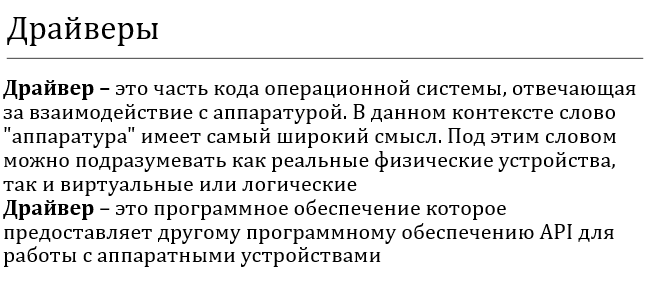 Драйверы
Драйвер – это часть кода операционной системы, отвечающая
за взаимодействие с аппаратурой. В данном контексте слово
"аппаратура" имеет самый широкий смысл. Под этим словом
можно подразумевать как реальные физические устройства,
так и виртуальные или логические
Драйвер – это программное обеспечение которое
предоставляет другому программному обеспечению API для
работы с аппаратными устройствами